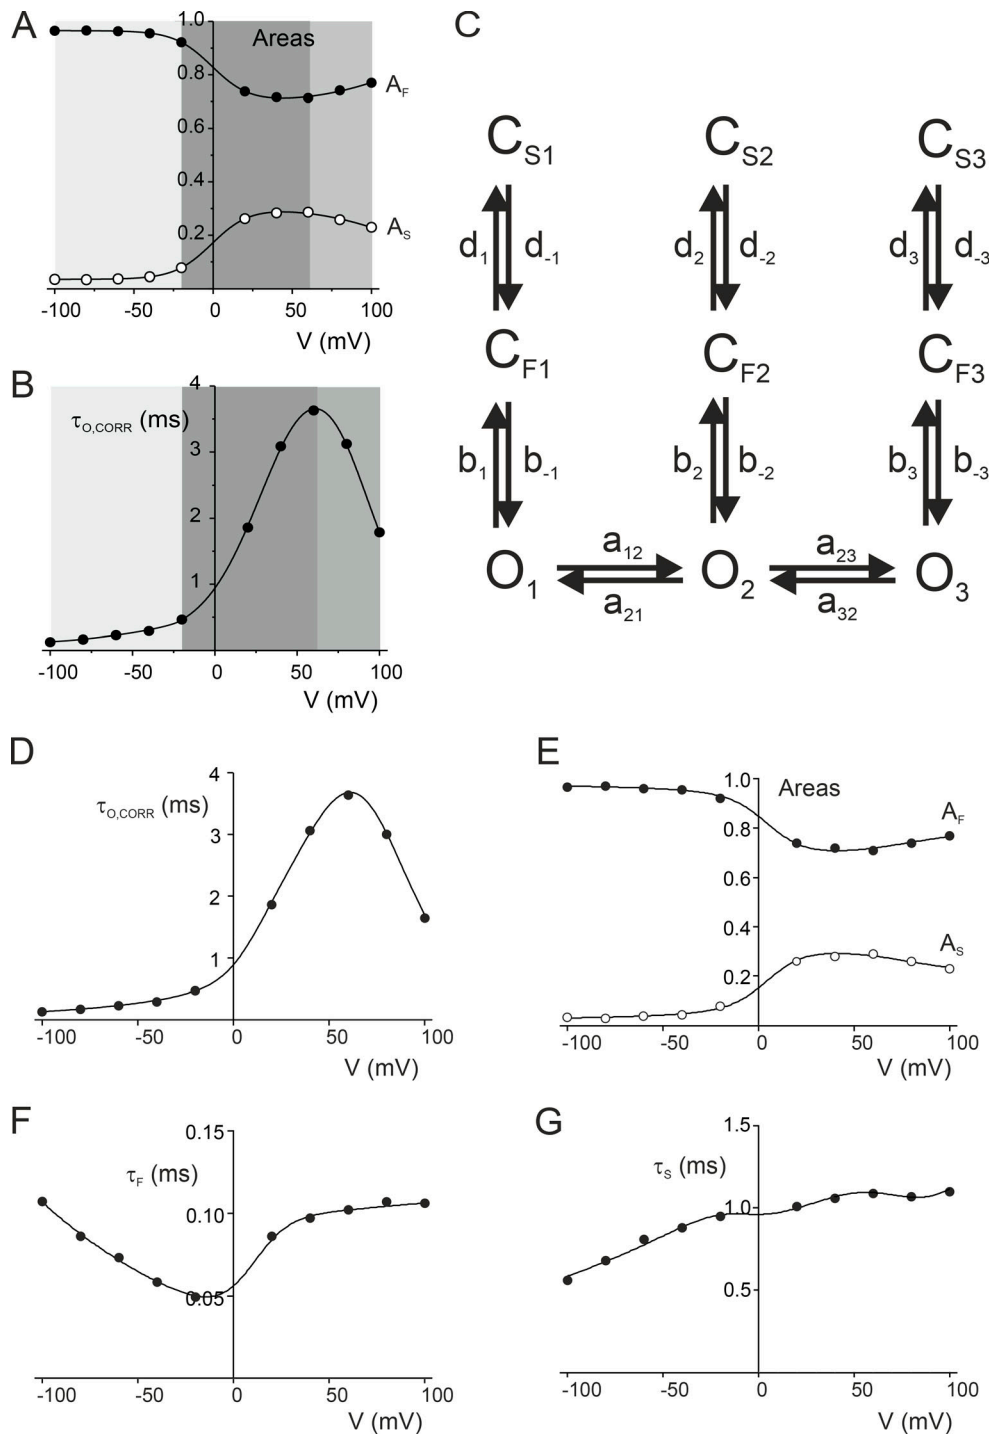 A
1.0
Areas
0.8
A_F
0.6
0.4
0.2
A_S
-100 -50 0 50 100
V (mV)
B
4
τ_O,CORR (ms)
3
2
1
-100 -50 0 50 100
V (mV)
C
C_S1 C_S2 C_S3
d_1 d_-1 d_2 d_-2 d_3 d_-3
C_F1 C_F2 C_F3
b_1 b_-1 b_2 b_-2 b_3 b_-3
a_12 a_23
O_1 O_2 O_3
a_21 a_32
D
4
τ_O,CORR (ms)
3
2
1
-100 -50 0 50 100
V (mV)
E
1.0
Areas
A_F
0.8
0.6
0.4
A_S
0.2
-100 -50 0 50 100
V (mV)
F
0.15
τ_F (ms)
0.10
0.05
-100 -50 0 50 100
V (mV)
G
1.5
τ_S (ms)
1.0
0.5
-100 -50 0 50 100
V (mV)